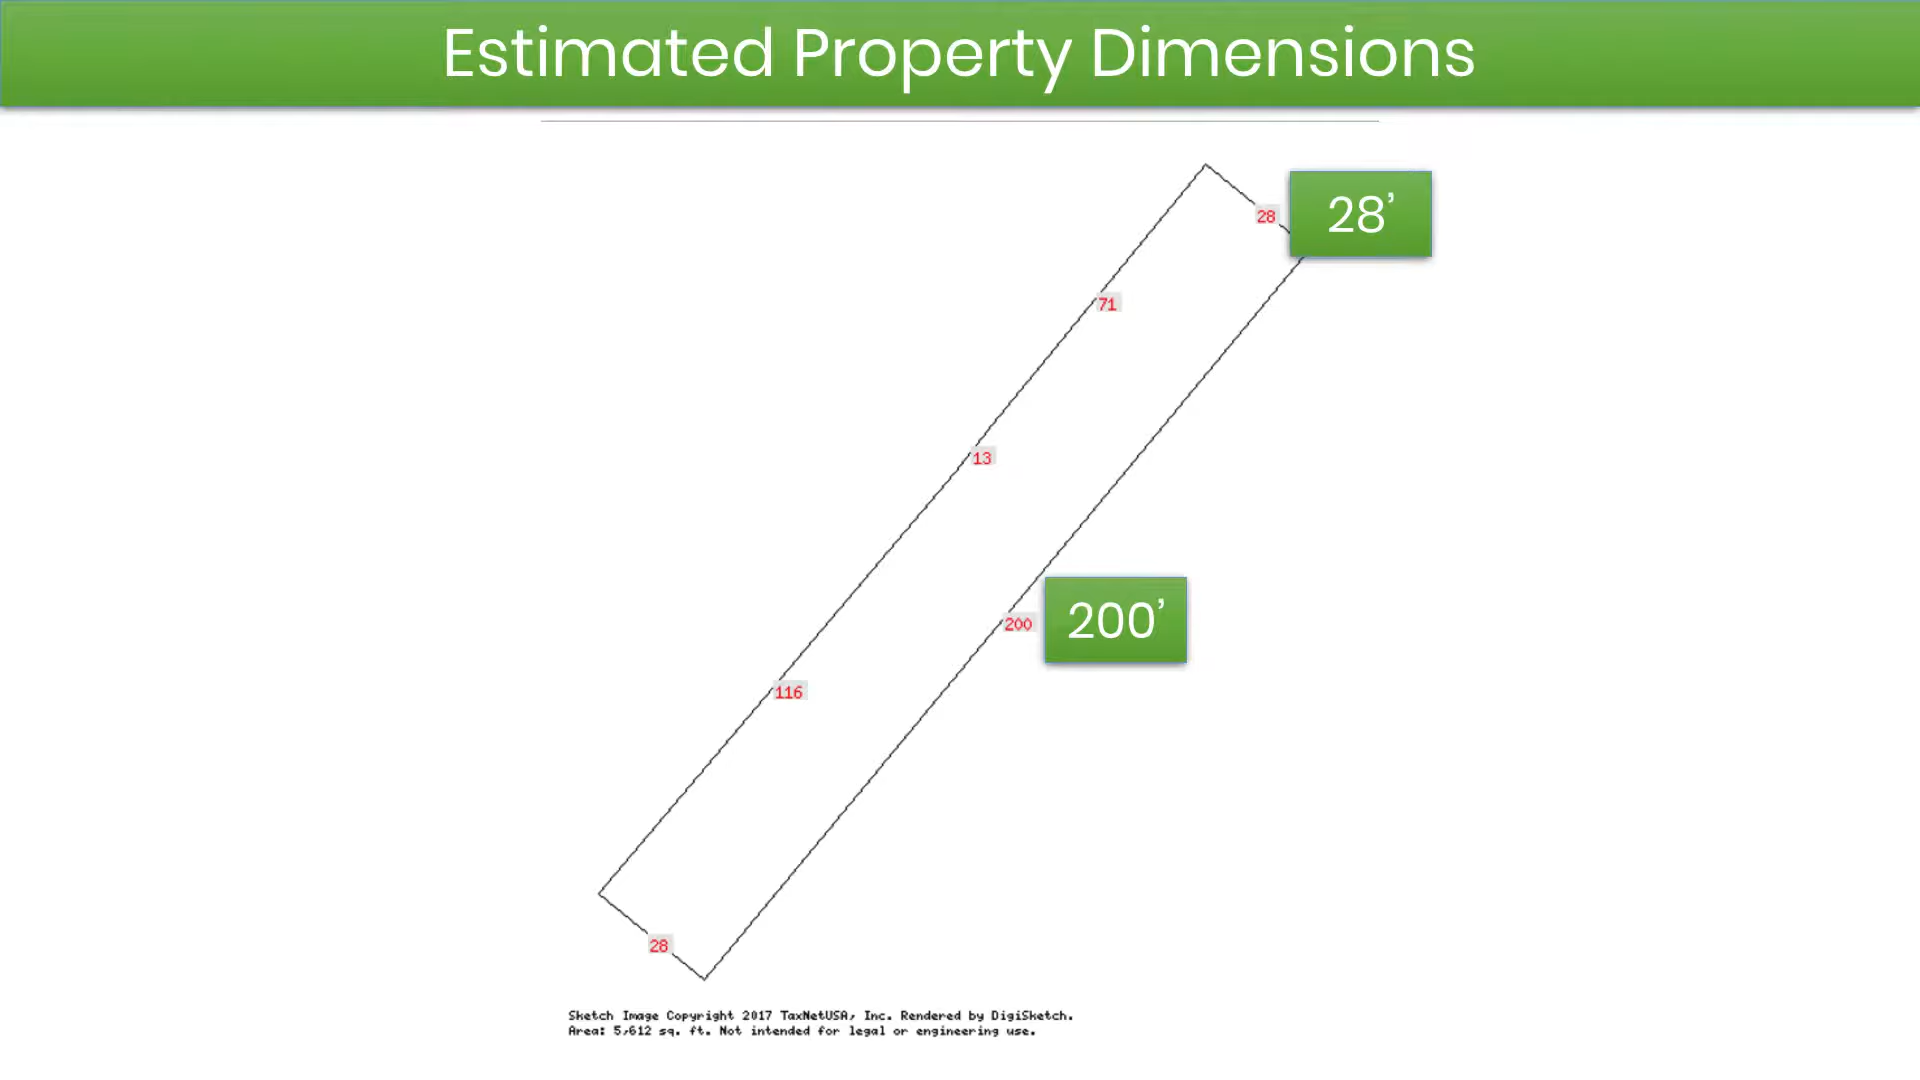 Estimated Property Dimensions
28
28’
71
13
200
200’
116
28
Sketch Image Copyright 2017 TaxNetUSA, Inc. Rendered by DigiSketch.
Area: 5,612 sq. ft. Not intended for legal or engineering use.